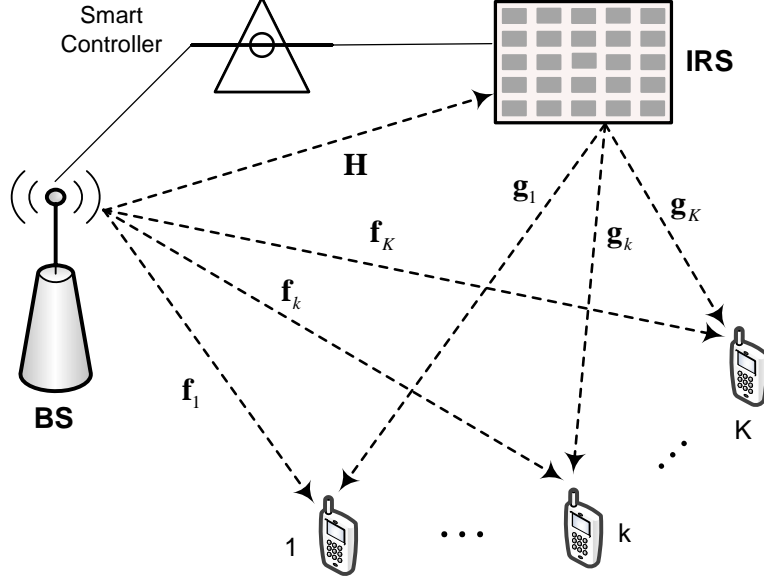 Smart
Controller
IRS
H
g1
gK
gk
fK
fk
f1
BS
K
1
...
k
...